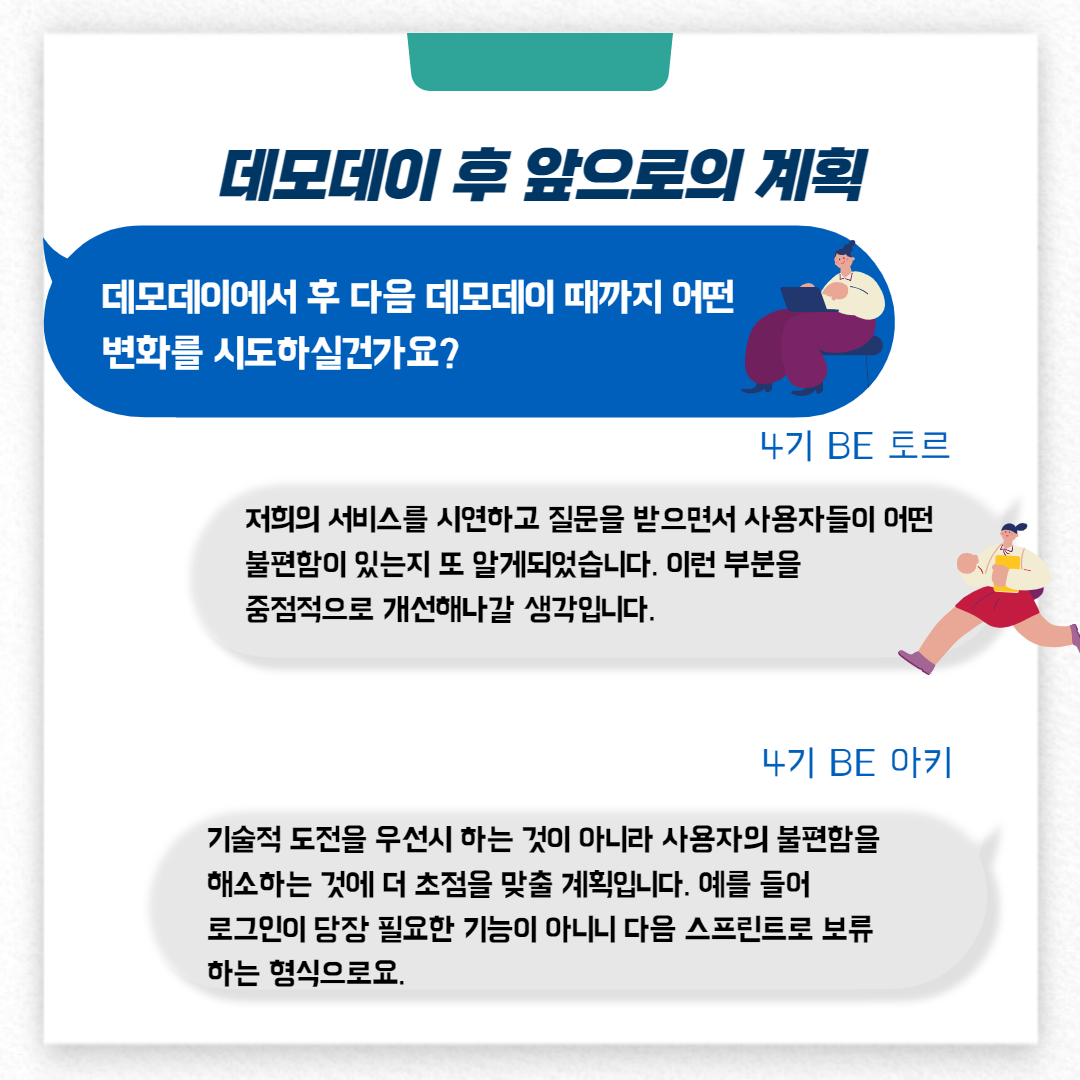 데모데이 후 앞으로의 계획
데모데이에서 후 다음 데모데이 때까지 어떤
변화를 시도하실건가요?
4기 BE 토르
저희의 서비스를 시연하고 질문을 받으면서 사용자들이 어떤
불편함이 있는지 또 알게되었습니다. 이런 부분을
중점적으로 개선해나갈 생각입니다.
4기 BE 아키
기술적 도전을 우선시 하는 것이 아니라 사용자의 불편함을
해소하는 것에 더 초점을 맞출 계획입니다. 예를 들어
로그인이 당장 필요한 기능이 아니니 다음 스프린트로 보류
하는 형식으로요.